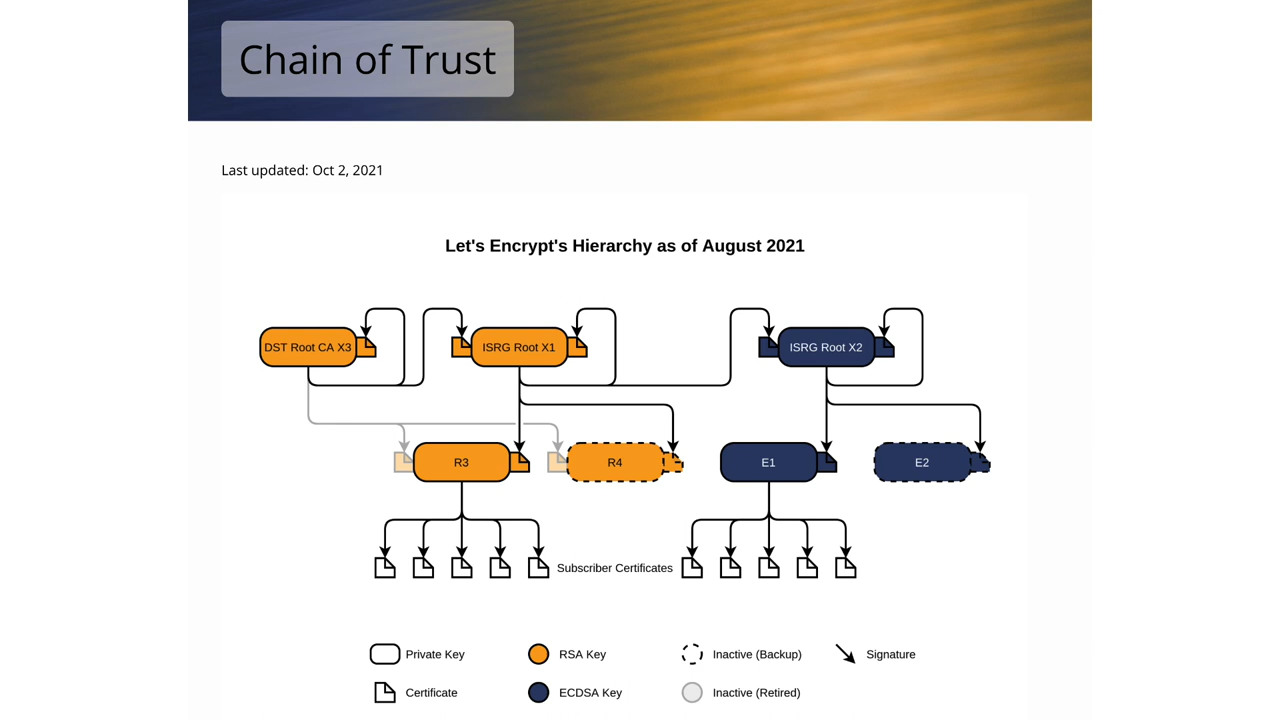 Chain of Trust
Last updated: Oct 2, 2021
Let's Encrypt's Hierarchy as of August 2021
DST Root CA X3
ISRG Root X1
ISRG Root X2
R3
R4
E1
E2
Subscriber Certificates
Private Key
RSA Key
Inactive (Backup)
Signature
Certificate
ECDSA Key
Inactive (Retired)